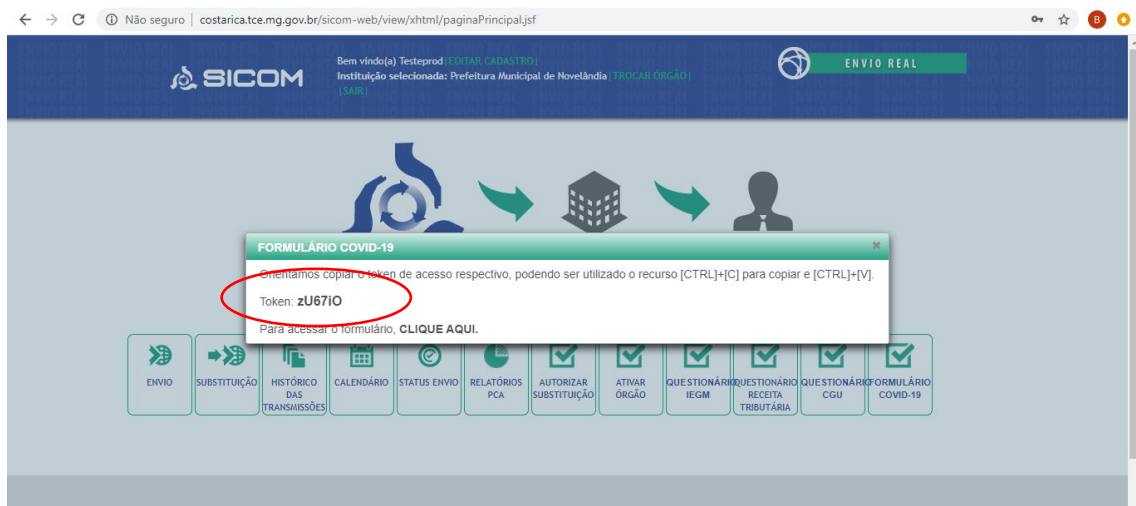 Não seguro | costarica.tce.mg.gov.br/sicom-web/view/xhtml/paginaPrincipal.jsf
B
SICOM
Bem vindo(a) Testeprod |EDITAR CADASTRO|
Instituição selecionada: Prefeitura Municipal de Novelândia |TROCAR ÓRGÃO|
|SAIR|
ENVIO REAL
FORMULÁRIO COVID-19
Orientamos copiar o token de acesso respectivo, podendo ser utilizado o recurso [CTRL]+[C] para copiar e [CTRL]+[V].
Token: zU67iO
Para acessar o formulário, CLIQUE AQUI.
ENVIO
SUBSTITUIÇÃO
HISTÓRICO
DAS
TRANSMISSÕES
CALENDÁRIO
STATUS ENVIO
RELATÓRIOS
PCA
AUTORIZAR
SUBSTITUIÇÃO
ATIVAR
ÓRGÃO
QUESTIONÁRIO
IEGM
QUESTIONÁRIO
RECEITA
TRIBUTÁRIA
QUESTIONÁRIO
CGU
FORMULÁRIO
COVID-19